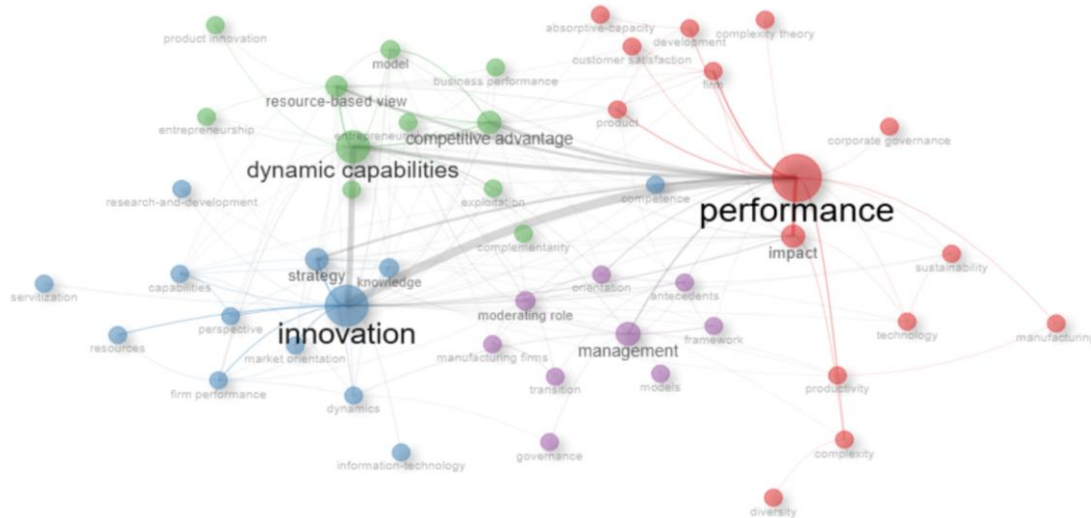 absorptive-capacity
complexity theory
product innovation
development
customer satisfaction
model
business performance
firm
resource-based view
product
entrepreneurship
competitive advantage
corporate governance
dynamic capabilities
research-and-development
exploitation
competence
performance
complementarity
impact
sustainability
strategy
knowledge
capabilities
orientation
antecedents
servitization
moderating role
perspective
innovation
technology
manufacturing
framework
resources
market orientation
manufacturing firms
management
transition
models
productivity
firm performance
dynamics
governance
complexity
information-technology
diversity